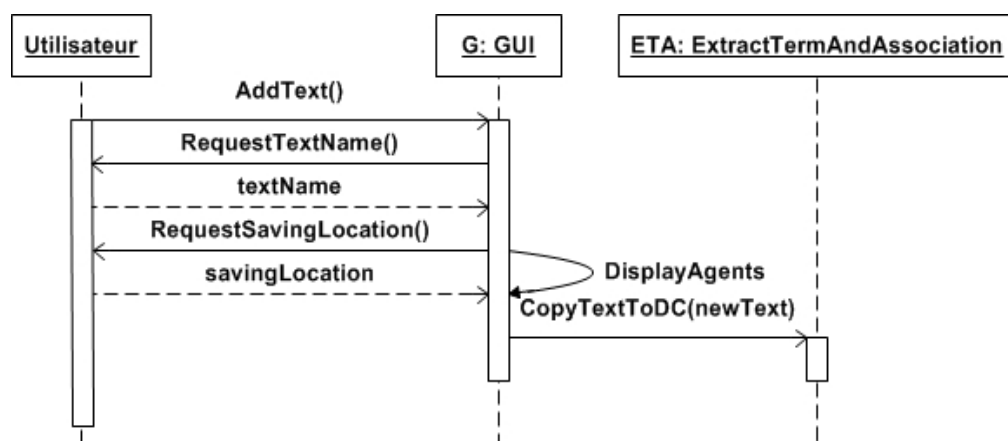 Utilisateur
G: GUI
ETA: ExtractTermAndAssociation
AddText()
RequestTextName()
textName
RequestSavingLocation()
savingLocation
DisplayAgents
CopyTextToDC(newText)